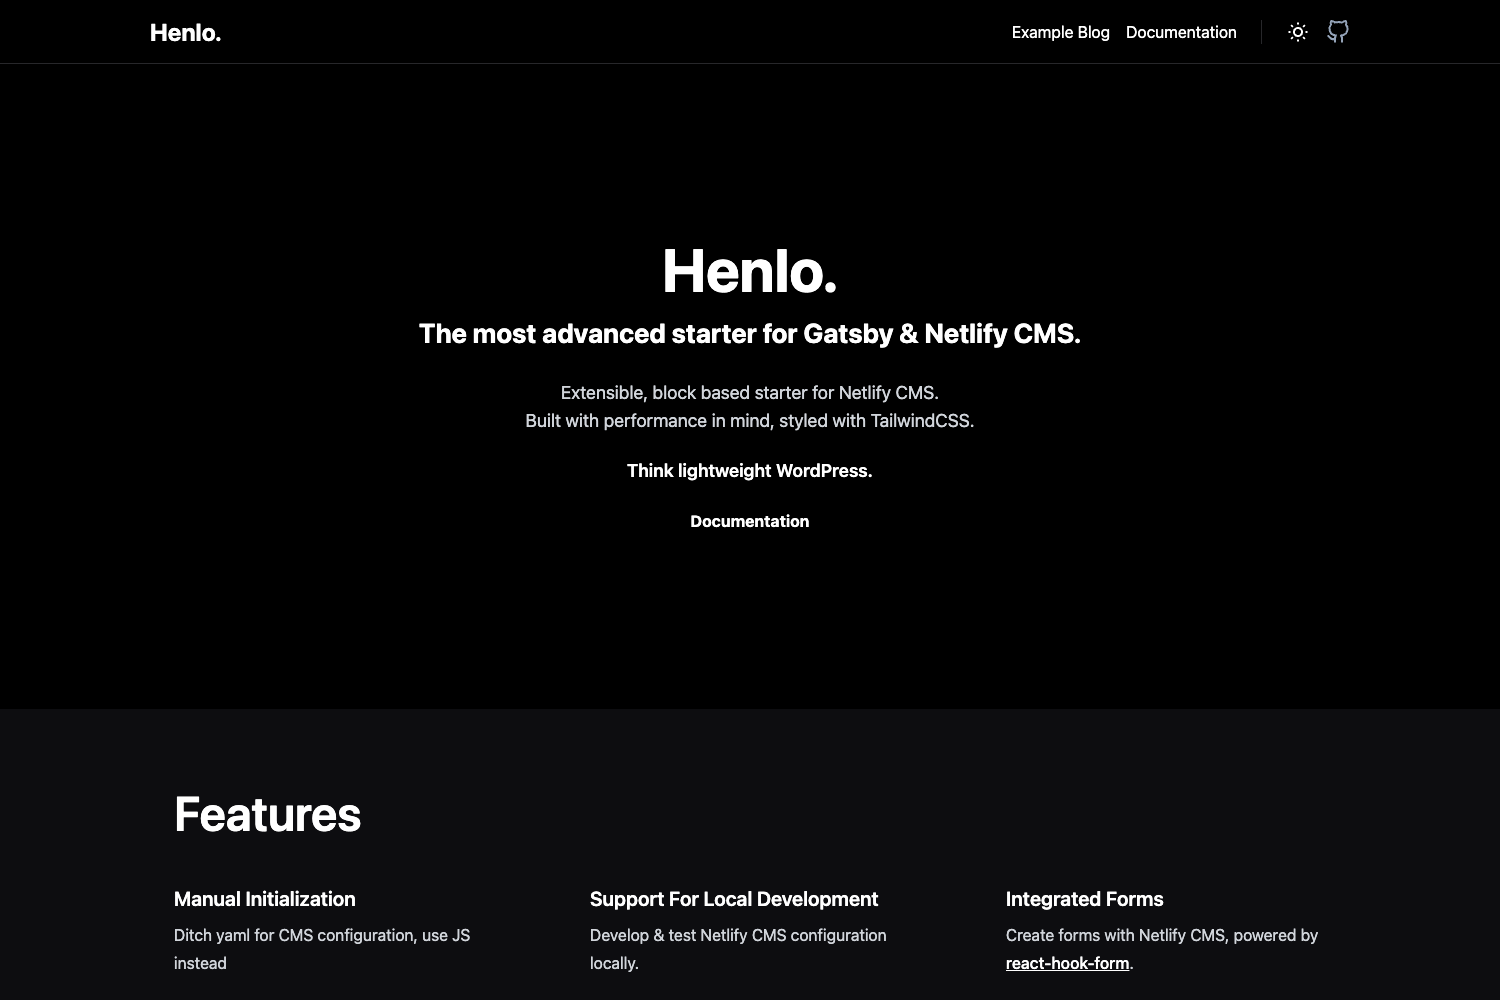 Henlo.
Example Blog
Documentation
Henlo.
The most advanced starter for Gatsby & Netlify CMS.
Extensible, block based starter for Netlify CMS.
Built with performance in mind, styled with TailwindCSS.
Think lightweight WordPress.
Documentation
Features
Manual Initialization
Ditch yaml for CMS configuration, use JS
instead
Support For Local Development
Develop & test Netlify CMS configuration
locally.
Integrated Forms
Create forms with Netlify CMS, powered by
react-hook-form.